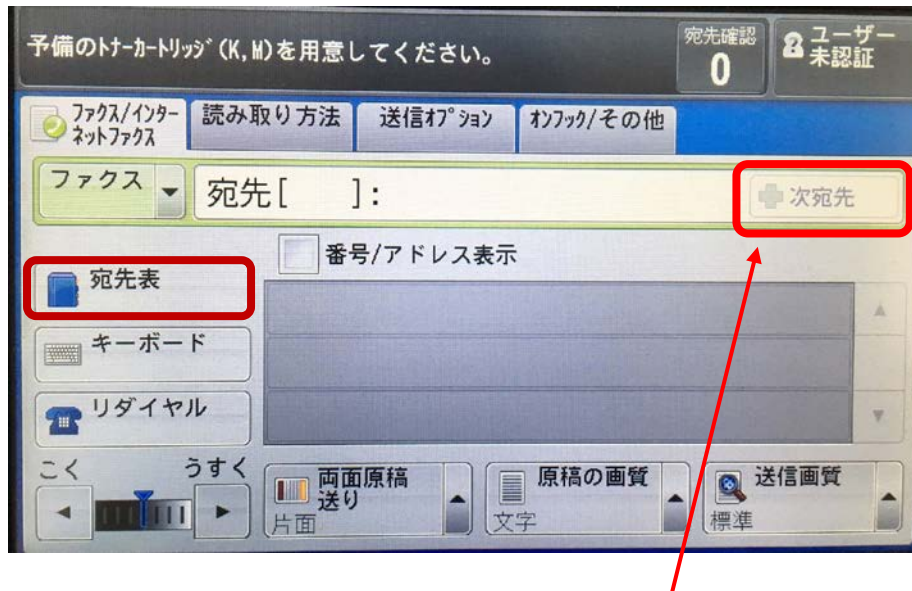 予備のﾄﾅｰｶｰﾄﾘｯｼﾞ(K,M)を用意してください。
宛先確認
0
ユーザー
未認証
ﾌｧｸｽ/ｲﾝﾀｰ
ﾈｯﾄﾌｧｸｽ
読み取り方法
送信ｵﾌﾟｼｮﾝ
ｵﾝﾌｯｸ/その他
ファクス
宛先[ ]:
次宛先
番号/アドレス表示
宛先表
キーボード
リダイヤル
こく うすく
両面原稿
送り
片面
原稿の画質
文字
送信画質
標準